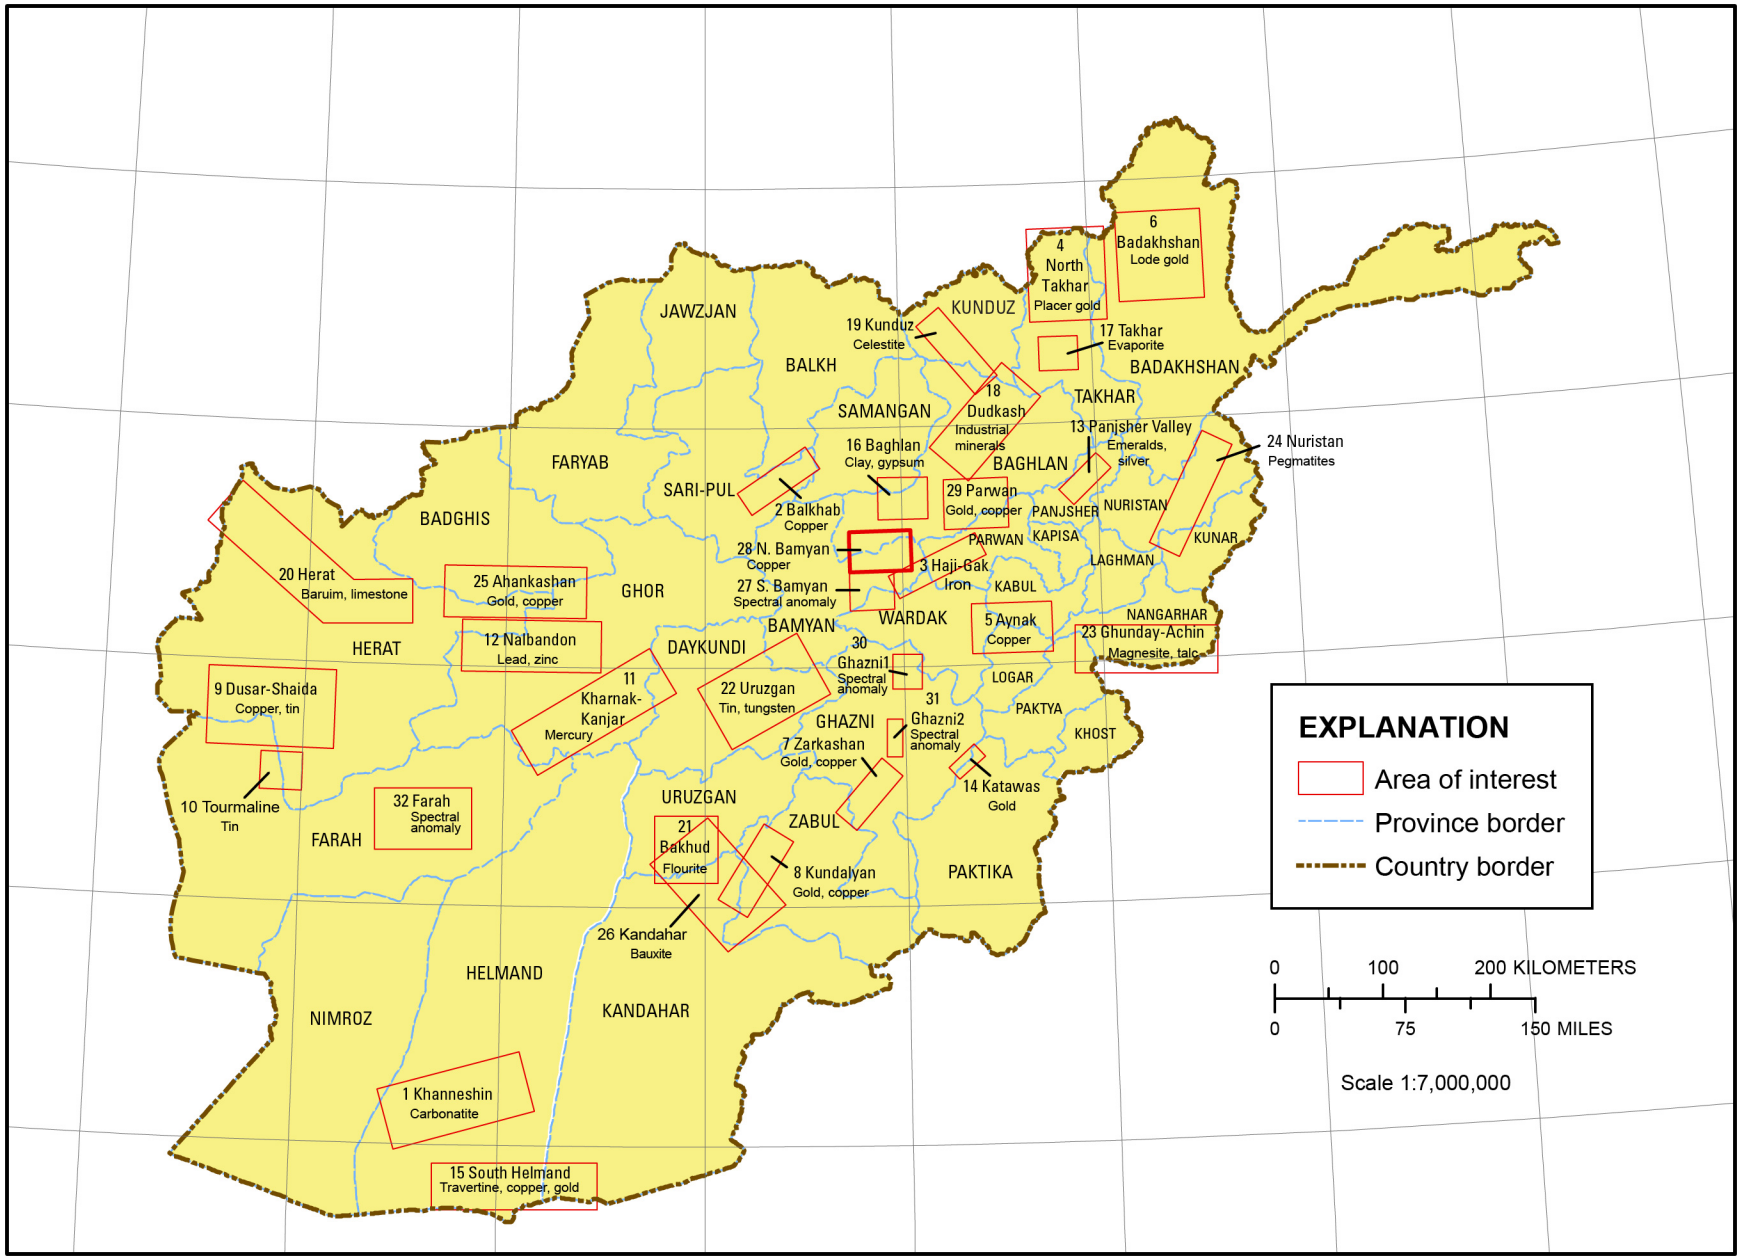 6
Badakhshan
Lode gold
4
North
Takhar
Placer gold
JAWZJAN
KUNDUZ
19 Kunduz
Celestite
17 Takhar
Evaporite
BALKH
BADAKHSHAN
18
Dudkash
Industrial
minerals
TAKHAR
SAMANGAN
13 Panjsher Valley
Emeralds,
silver
24 Nuristan
Pegmatites
16 Baghlan
Clay, gypsum
FARYAB
BAGHLAN
SARI-PUL
29 Parwan
Gold, copper
2 Balkhab
Copper
PANJSHER
NURISTAN
BADGHIS
28 N. Bamyan
Copper
PARWAN
KAPISA
KUNAR
LAGHMAN
3 Haji-Gak
Iron
20 Herat
Baruim, limestone
25 Ahankashan
Gold, copper
GHOR
27 S. Bamyan
Spectral anomaly
KABUL
WARDAK
BAMYAN
5 Aynak
Copper
NANGARHAR
23 Ghunday-Achin
Magnesite, talc
12 Nalbandon
Lead, zinc
HERAT
DAYKUNDI
30
Ghazni1
Spectral
anomaly
LOGAR
9 Dusar-Shaida
Copper, tin
11
Kharnak-
Kanjar
Mercury
22 Uruzgan
Tin, tungsten
31
Ghazni2
Spectral
anomaly
PAKTYA
GHAZNI
KHOST
7 Zarkashan
Gold, copper
14 Katawas
Gold
10 Tourmaline
Tin
32 Farah
Spectral
anomaly
URUZGAN
ZABUL
FARAH
21
Bakhud
Flourite
8 Kundalyan
Gold, copper
PAKTIKA
26 Kandahar
Bauxite
HELMAND
NIMROZ
KANDAHAR
1 Khanneshin
Carbonatite
15 South Helmand
Travertine, copper, gold
EXPLANATION
Area of interest
Province border
Country border
0 100 200 KILOMETERS
0 75 150 MILES
Scale 1:7,000,000